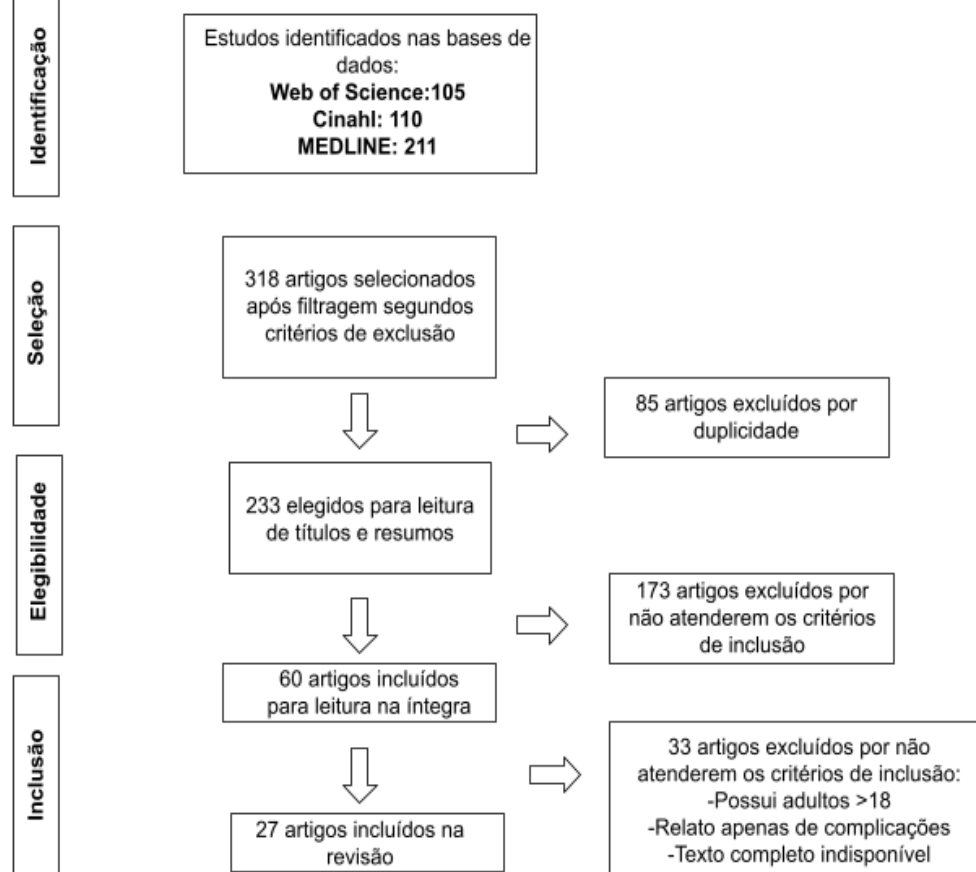 Identificação
Estudos identificados nas bases de
dados:
Web of Science:105
Cinahl: 110
MEDLINE: 211
Seleção
318 artigos selecionados
após filtragem segundos
critérios de exclusão
85 artigos excluídos por
duplicidade
Elegibilidade
233 elegidos para leitura
de títulos e resumos
173 artigos excluídos por
não atenderem os critérios
de inclusão
60 artigos incluídos
para leitura na íntegra
Inclusão
33 artigos excluídos por não
atenderem os critérios de inclusão:
-Possui adultos >18
-Relato apenas de complicações
-Texto completo indisponível
27 artigos incluídos na
revisão